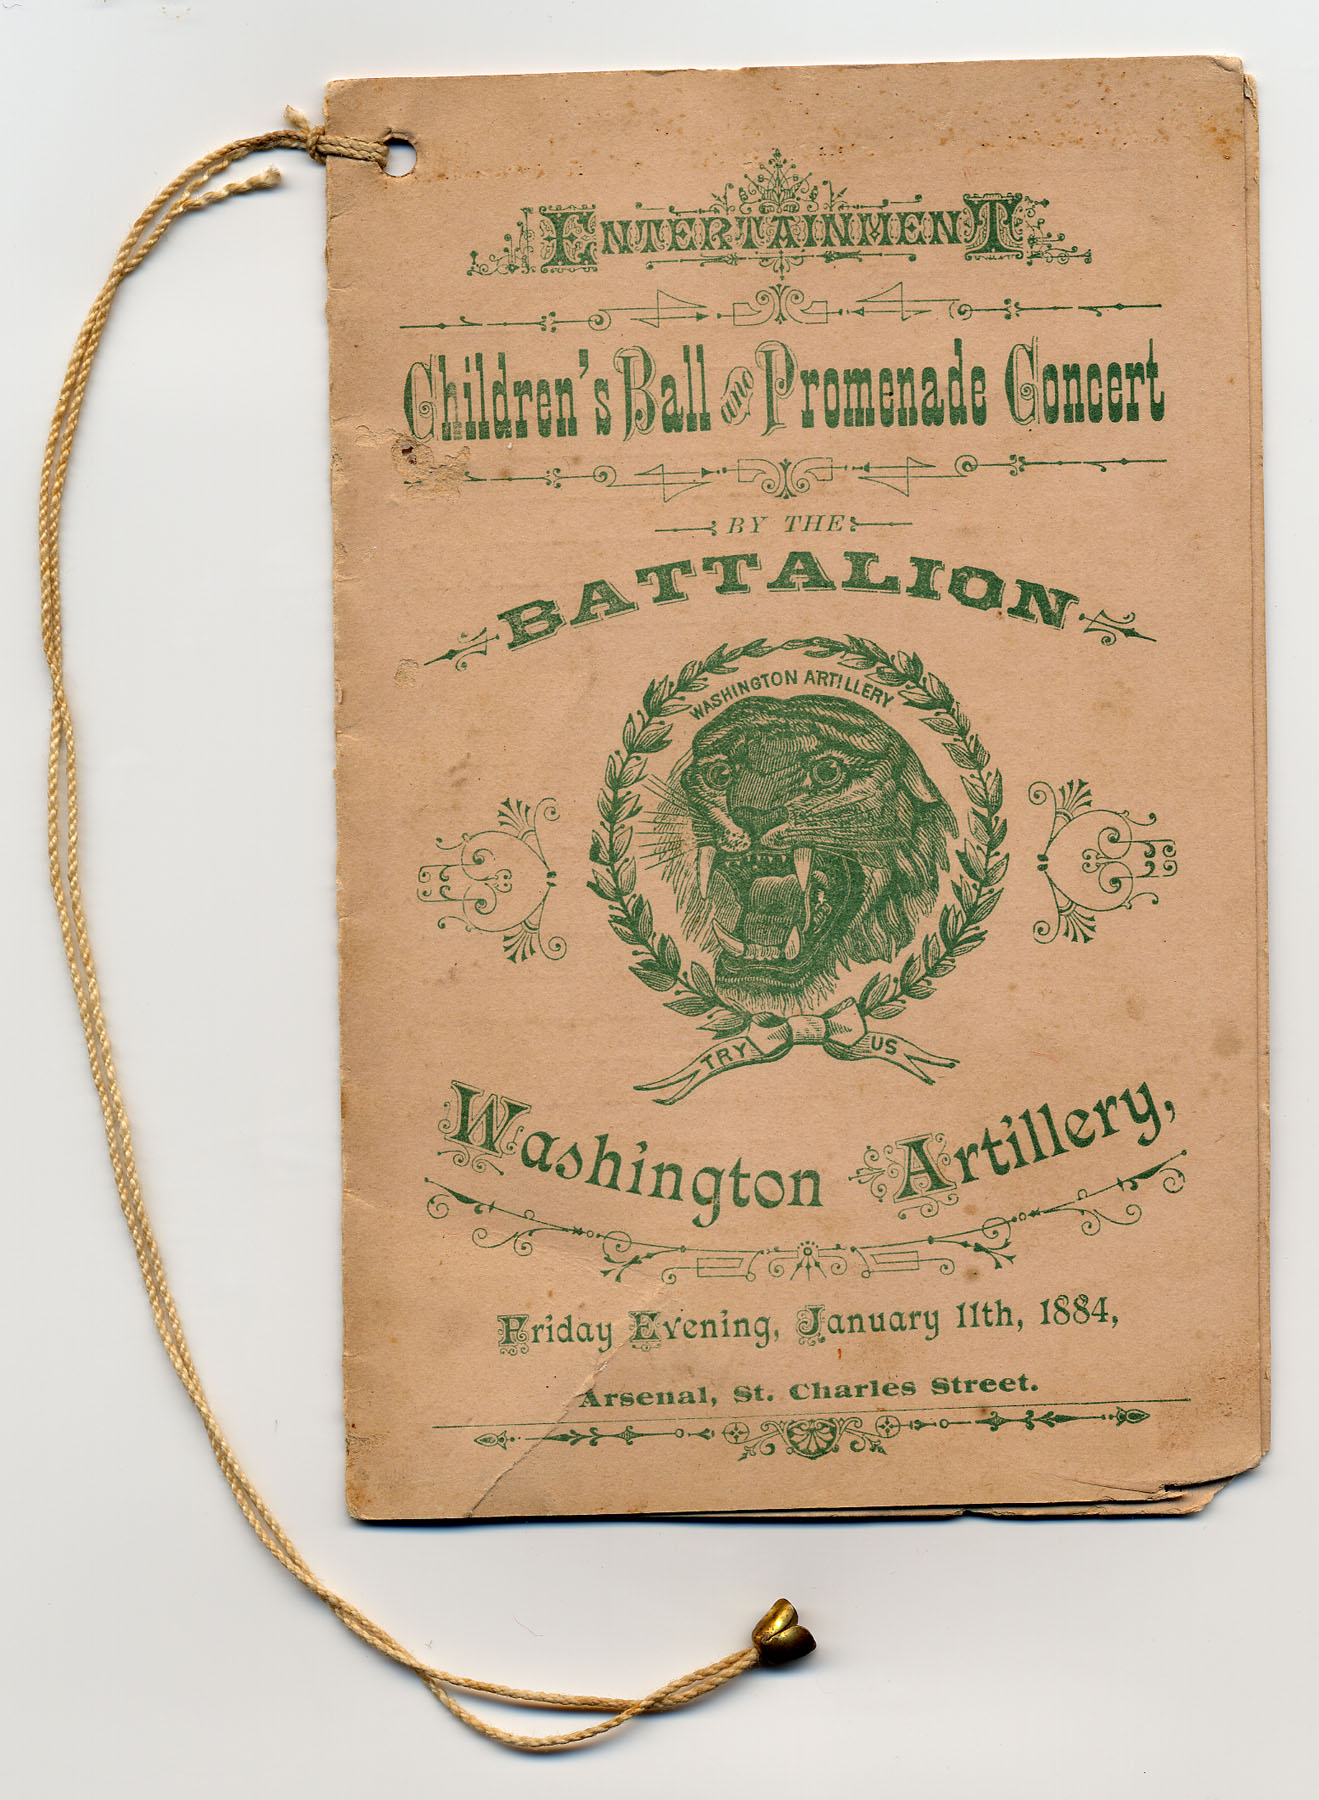 ENTERTAINMENT
Children's Ball and Promenade Concert
BY THE
BATTALION
WASHINGTON ARTILLERY
TRY US
Washington Artillery,
Friday Evening, January 11th, 1884,
Arsenal, St. Charles Street.